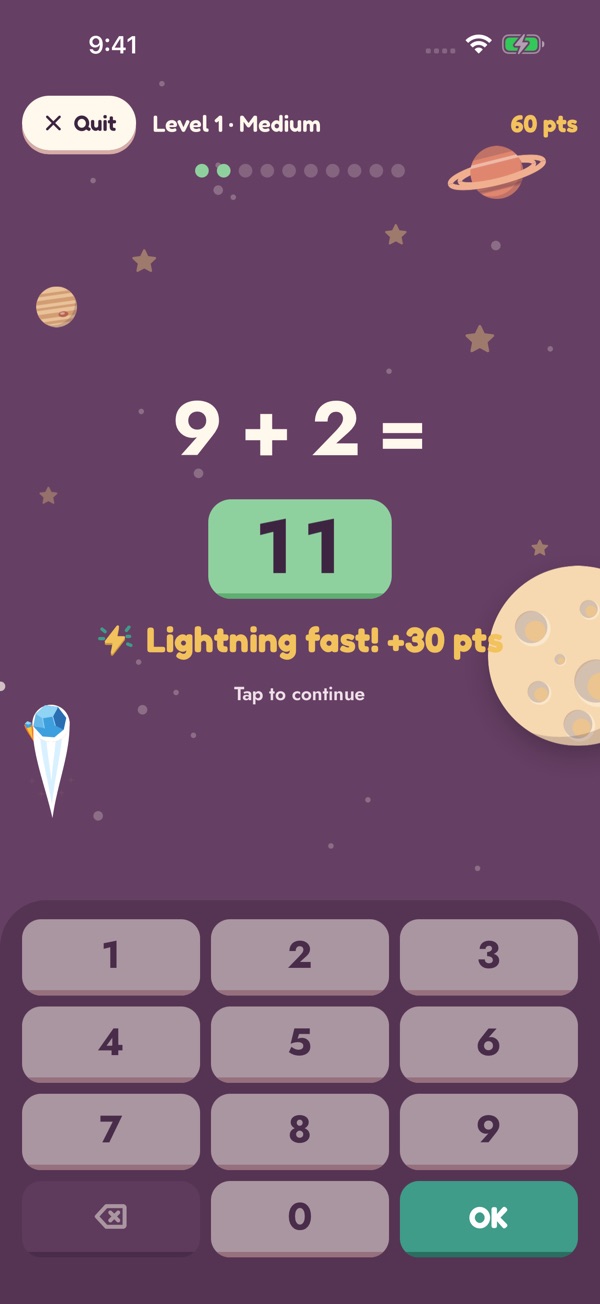 9:41
Quit
Level 1 · Medium
60 pts
9 + 2 =
11
Lightning fast! +30 pts
Tap to continue
1 2 3
4 5 6
7 8 9
0 OK